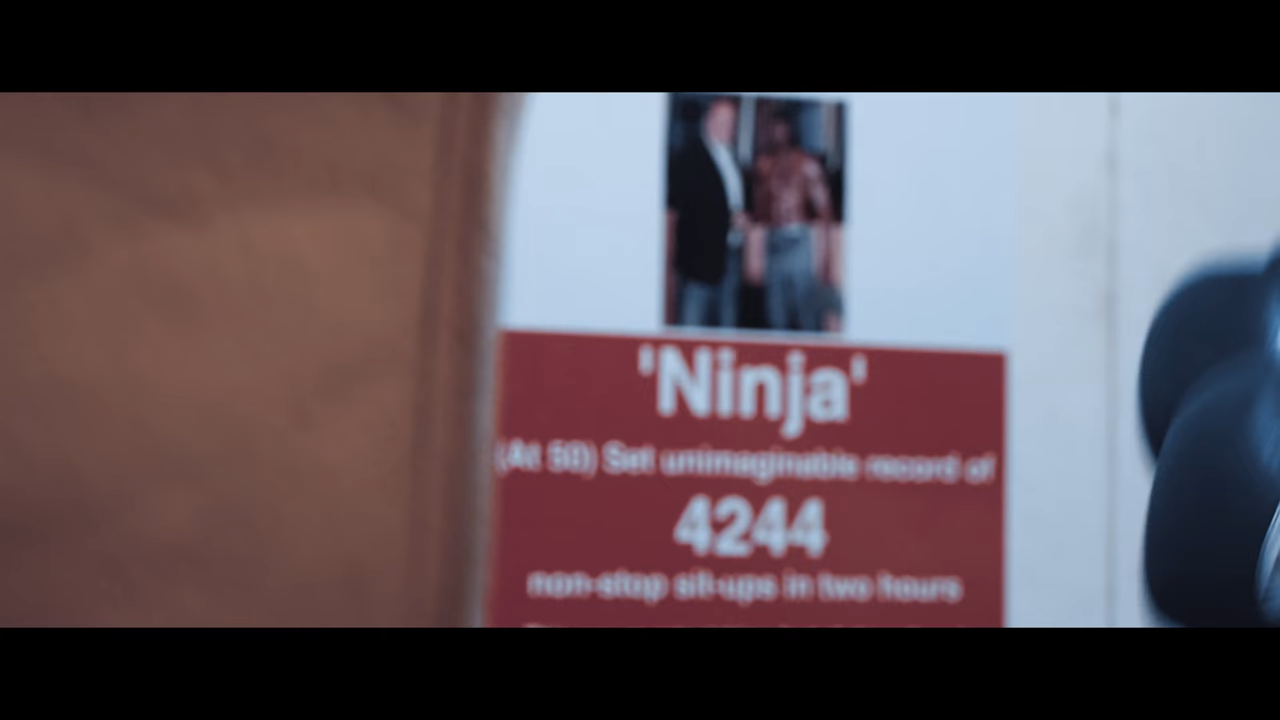 'Ninja'
(At 50) Set unimaginable record of
4244
non-stop sit-ups in two hours